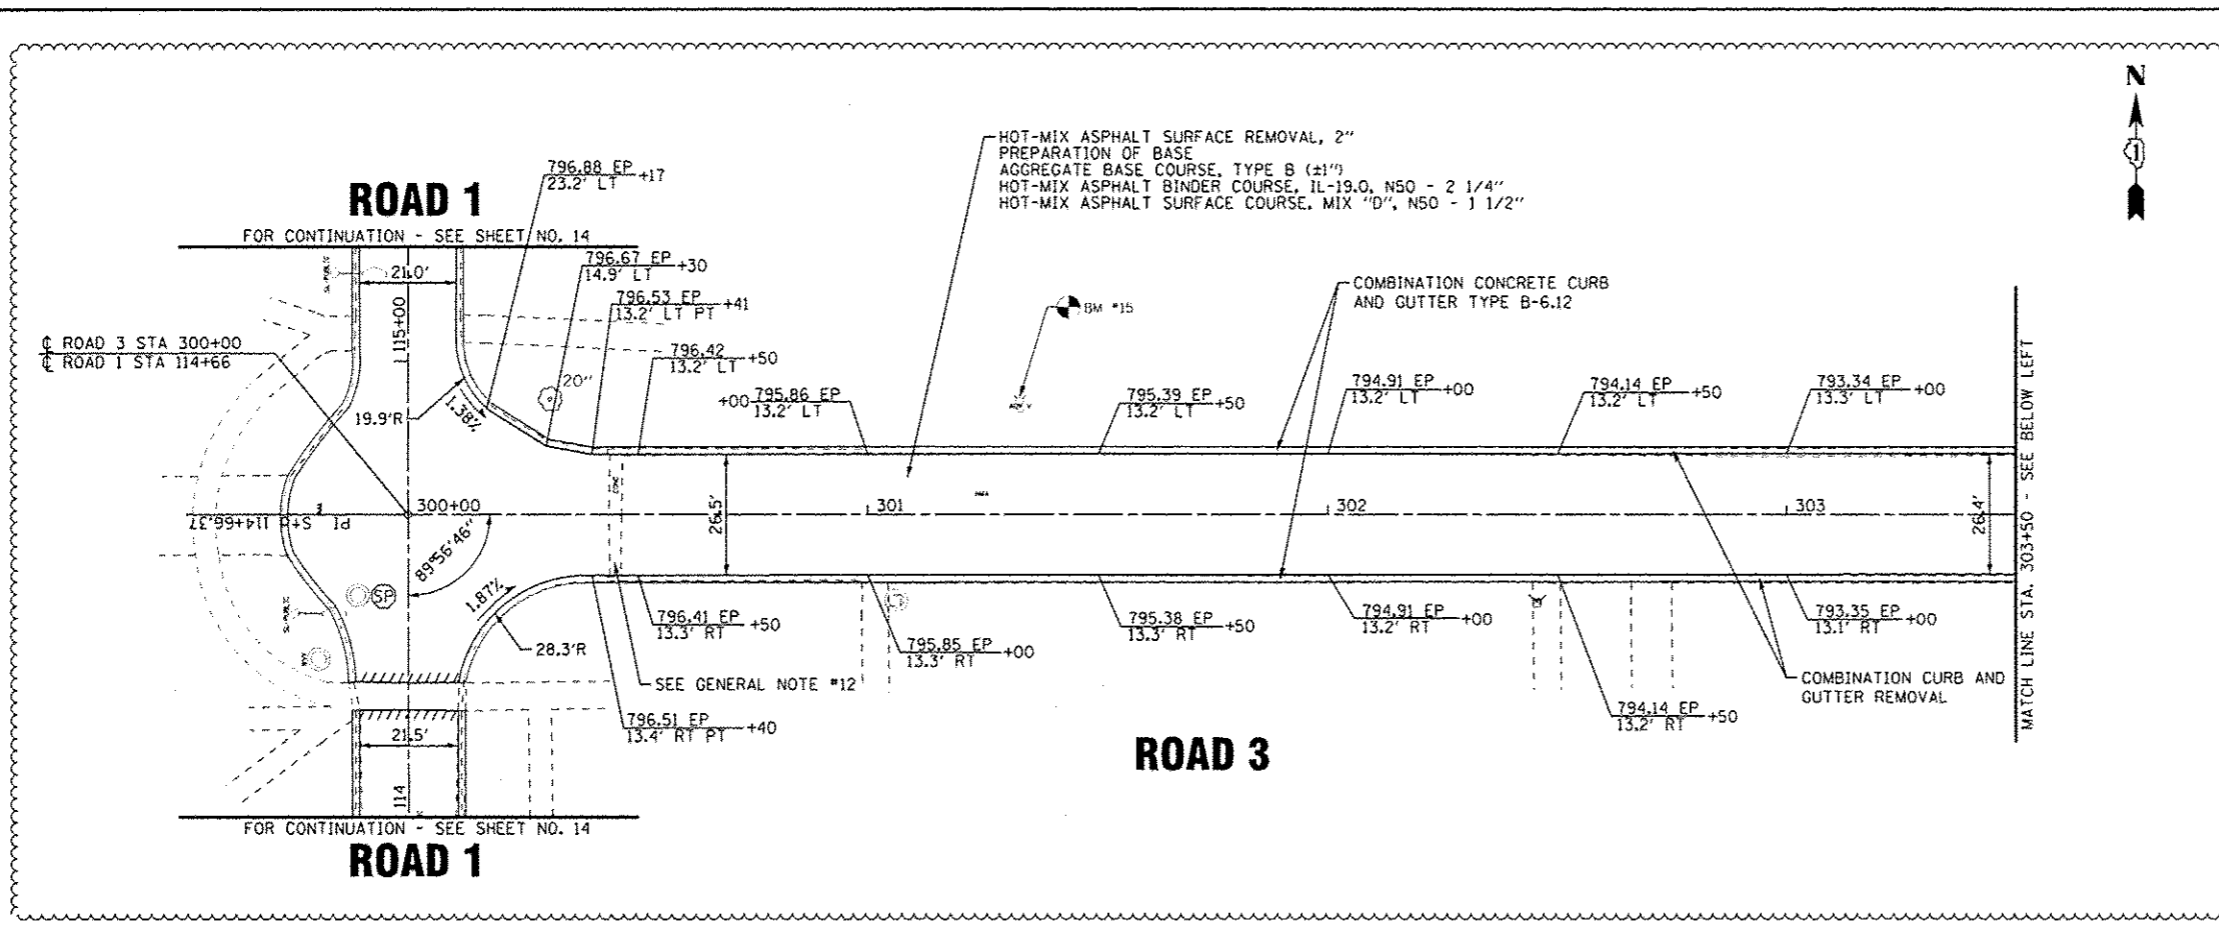 N
1
HOT-MIX ASPHALT SURFACE REMOVAL, 2"
PREPARATION OF BASE
AGGREGATE BASE COURSE, TYPE B (±1")
HOT-MIX ASPHALT BINDER COURSE, IL-19.0, N50 - 2 1/4"
HOT-MIX ASPHALT SURFACE COURSE, MIX "D", N50 - 1 1/2"
796.88 EP +17
23.2' LT
ROAD 1
FOR CONTINUATION - SEE SHEET NO. 14
796.67 EP +30
14.9' LT
21.0'
796.53 EP +41
13.2' LT PT
BM #15
COMBINATION CONCRETE CURB
AND GUTTER TYPE B-6.12
115+00
℄ ROAD 3 STA 300+00
℄ ROAD 1 STA 114+66
796.42 +50
13.2' LT
20"
+00 795.86 EP
13.2' LT
795.39 EP +50
13.2' LT
794.91 EP +00
13.2' LT
794.14 EP +50
13.2' LT
793.34 EP +00
13.3' LT
19.9'R
1.38%
MATCH LINE STA. 303+50 - SEE BELOW LEFT
300+00
301
302
303
PI Sta 114+66.37
26.5'
26.4'
89°56'46"
SP
1.87%
28.3'R
796.41 EP +50
13.3' RT
795.85 EP +00
13.3' RT
795.38 EP +50
13.3' RT
794.91 EP +00
13.2' RT
793.35 EP +00
13.1' RT
SEE GENERAL NOTE #12
COMBINATION CURB AND
GUTTER REMOVAL
796.51 EP +40
13.4' RT PT
794.14 EP +50
13.2' RT
21.5'
ROAD 3
114
FOR CONTINUATION - SEE SHEET NO. 14
ROAD 1